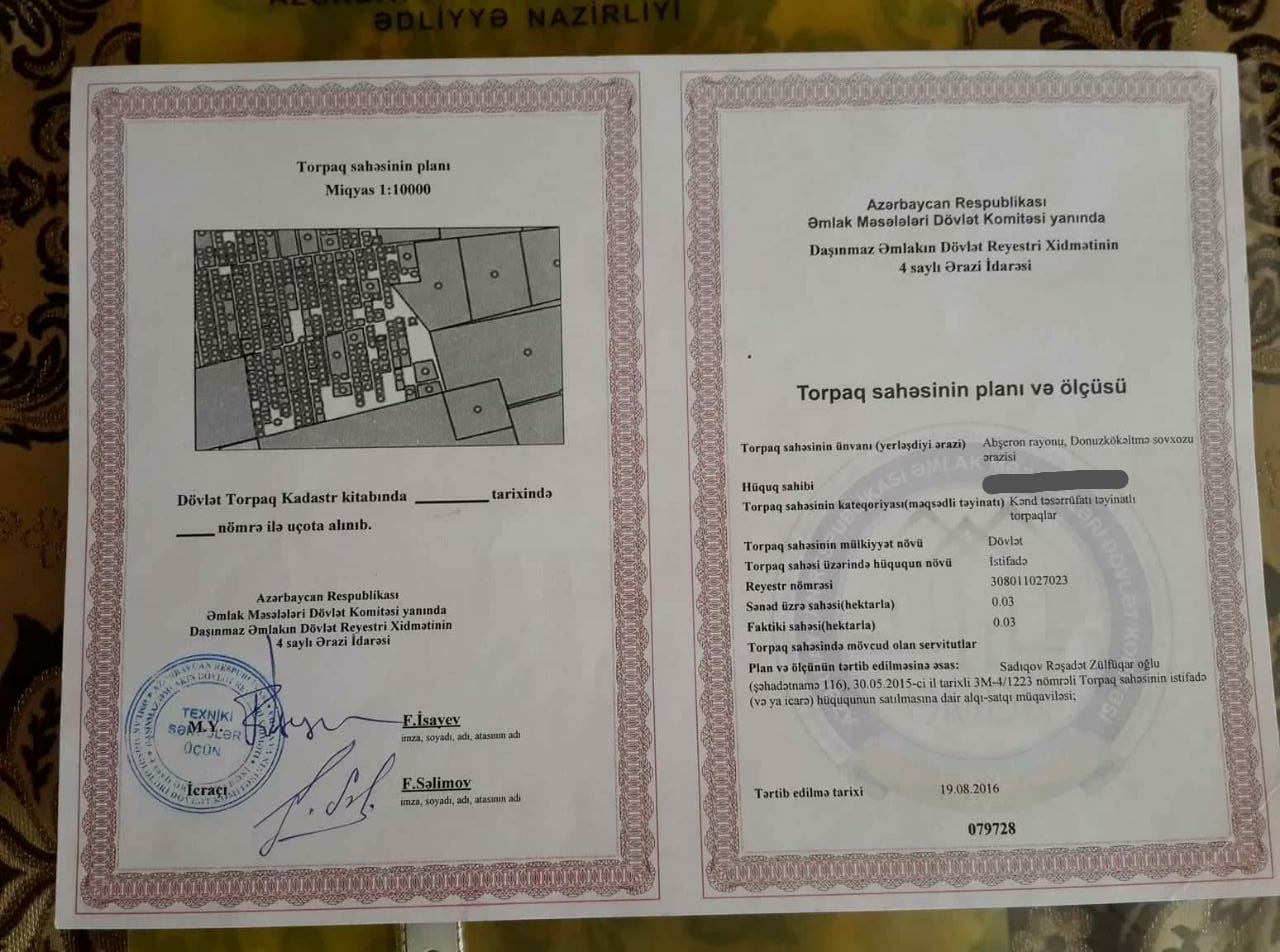 ƏDLİYYƏ NAZİRLİYİ
Torpaq sahəsinin planı
Miqyas 1:10000
Dövlət Torpaq Kadastr kitabında ________ tarixində
____ nömrə ilə uçota alınıb.
Azərbaycan Respublikası
Əmlak Məsələləri Dövlət Komitəsi yanında
Daşınmaz Əmlakın Dövlət Reyestri Xidmətinin
4 saylı Ərazi İdarəsi
TEXNİKİ
SƏNƏDLƏR
ÜÇÜN
M.Y.
F.İsayev
imza, soyadı, adı, atasının adı
İcraçı
F.Səlimov
imza, soyadı, adı, atasının adı
Azərbaycan Respublikası
Əmlak Məsələləri Dövlət Komitəsi yanında
Daşınmaz Əmlakın Dövlət Reyestri Xidmətinin
4 saylı Ərazi İdarəsi
Torpaq sahəsinin planı və ölçüsü
Torpaq sahəsinin ünvanı (yerləşdiyi ərazi) Abşeron rayonu, Donuzkökəltmə sovxozu
ərazisi
Hüquq sahibi
Torpaq sahəsinin kateqoriyası(məqsədli təyinatı) Kənd təsərrüfatı təyinatlı
torpaqlar
Torpaq sahəsinin mülkiyyət növü Dövlət
Torpaq sahəsi üzərində hüququn növü İstifadə
Reyestr nömrəsi 308011027023
Sənəd üzrə sahəsi(hektarla) 0.03
Faktiki sahəsi(hektarla) 0.03
Torpaq sahəsində mövcud olan servitutlar
Plan və ölçünün tərtib edilməsinə əsas: Sadıqov Rəşadət Zülfüqar oğlu
(şəhadətnamə 116), 30.05.2015-ci il tarixli 3M-4/1223 nömrəli Torpaq sahəsinin istifadə
(və ya icarə) hüququnun satılmasına dair alqı-satqı müqaviləsi;
Tərtib edilmə tarixi 19.08.2016
079728